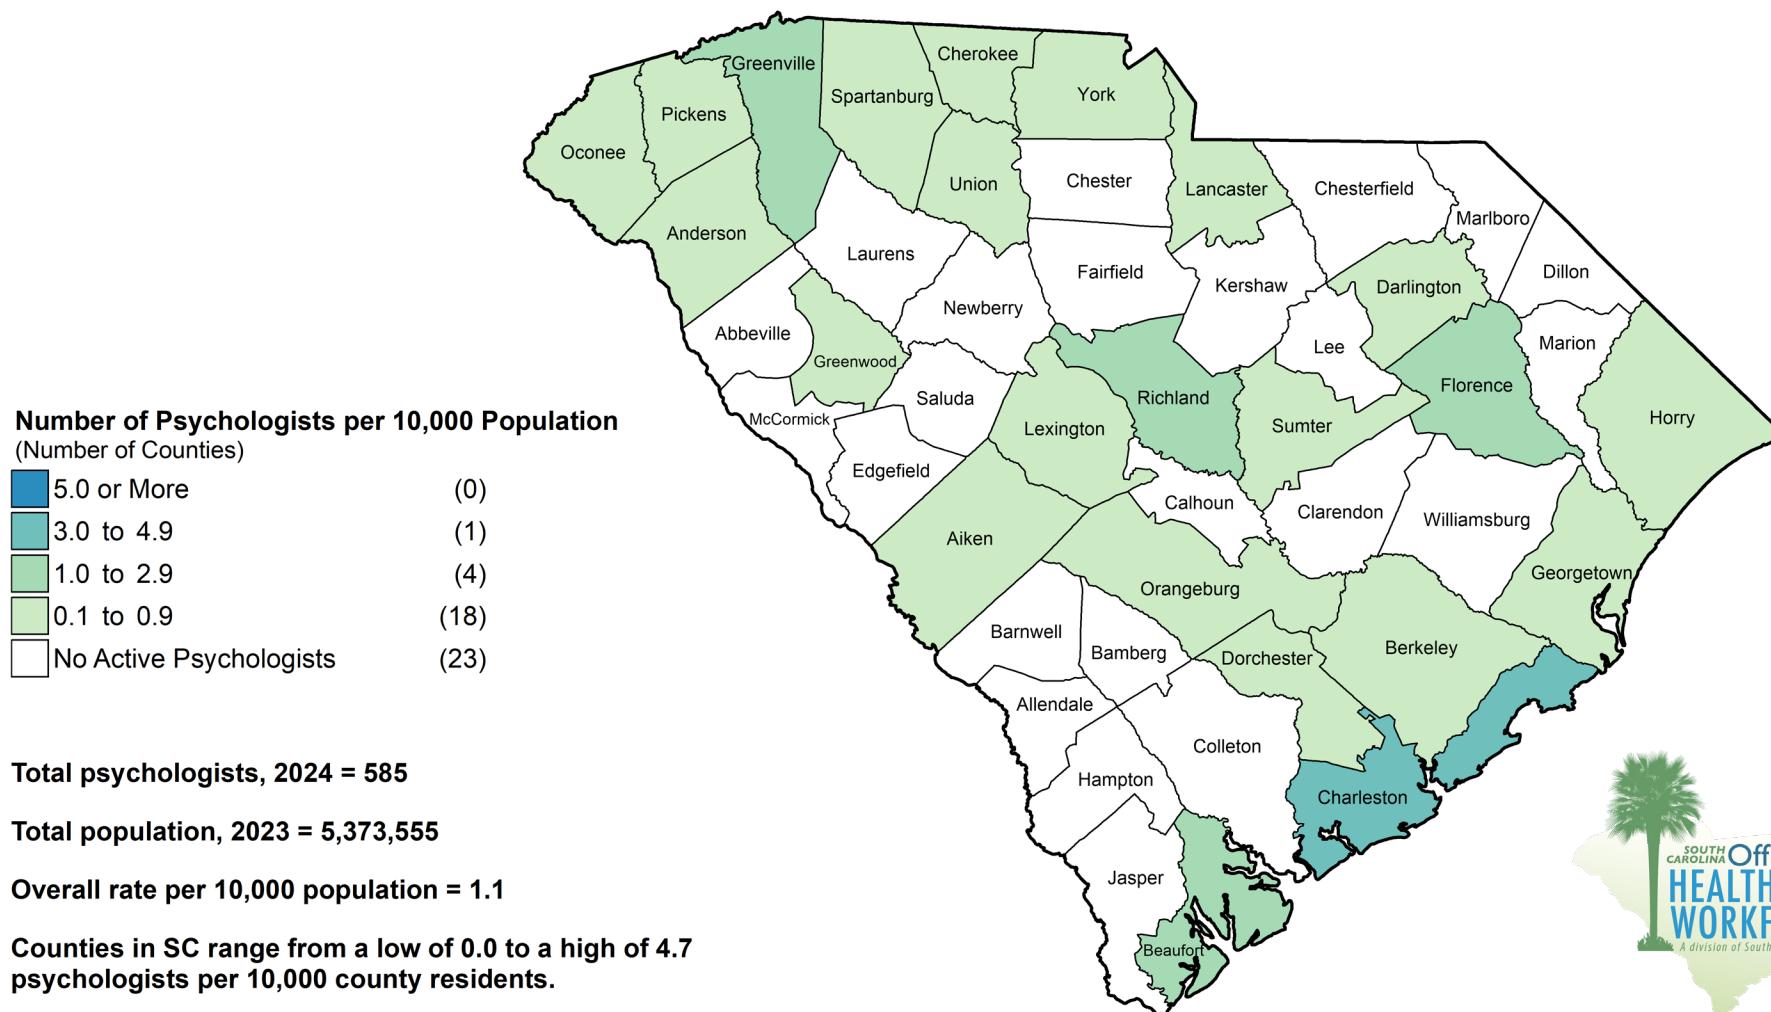 Greenville
Cherokee
Spartanburg
York
Pickens
Oconee
Union
Chester
Lancaster
Chesterfield
Marlboro
Anderson
Laurens
Fairfield
Kershaw
Dillon
Darlington
Newberry
Abbeville
Greenwood
Lee
Marion
Saluda
Richland
Florence
McCormick
Lexington
Sumter
Horry
Edgefield
Calhoun
Clarendon
Williamsburg
Aiken
Orangeburg
Georgetown
Barnwell
Bamberg
Dorchester
Berkeley
Allendale
Colleton
Hampton
Charleston
Jasper
Beaufort
Number of Psychologists per 10,000 Population
(Number of Counties)
5.0 or More (0)
3.0 to 4.9 (1)
1.0 to 2.9 (4)
0.1 to 0.9 (18)
No Active Psychologists (23)
Total psychologists, 2024 = 585
Total population, 2023 = 5,373,555
Overall rate per 10,000 population = 1.1
Counties in SC range from a low of 0.0 to a high of 4.7
psychologists per 10,000 county residents.
SOUTH
CAROLINA Off
HEALTH
WORKF
A division of South